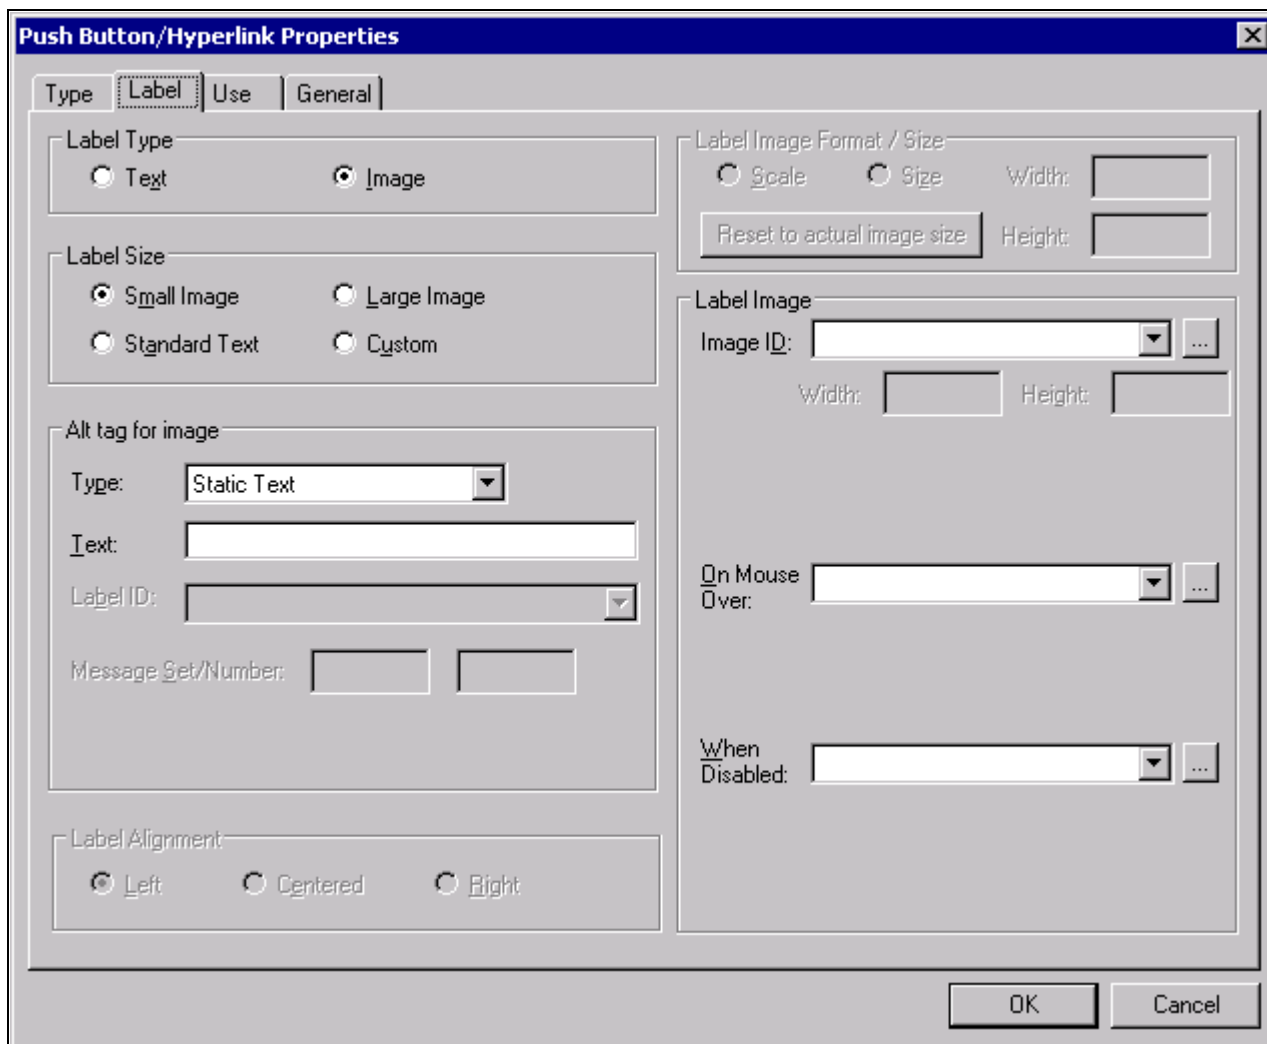 Push Button/Hyperlink Properties
Type Label Use General
Label Type
Text Image
Label Size
Small Image Large Image
Standard Text Custom
Alt tag for image
Type: Static Text
Text:
Label ID:
Message Set/Number:
Label Alignment
Left Centered Right
Label Image Format / Size
Scale Size Width:
Reset to actual image size Height:
Label Image
Image ID: ...
Width: Height:
On Mouse
Over: ...
When
Disabled: ...
OK Cancel